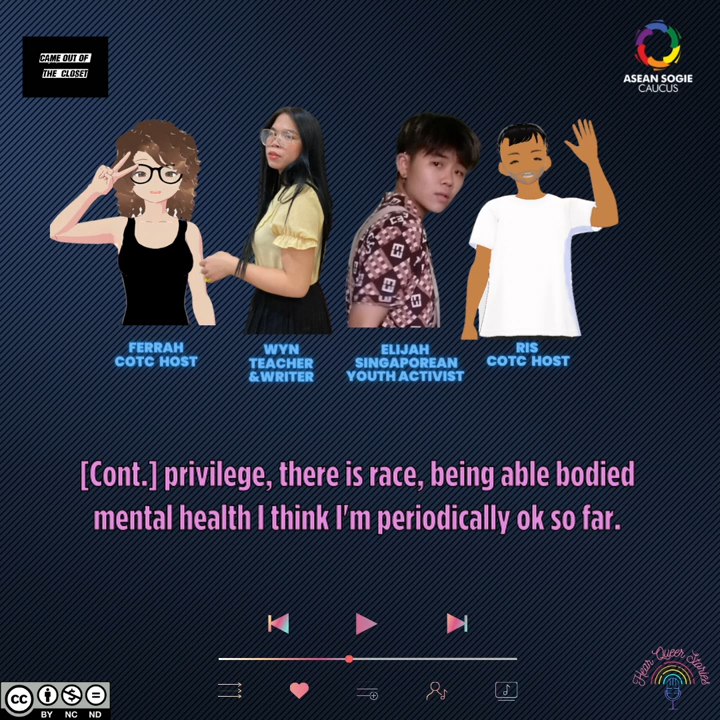 CAME OUT OF
THE CLOSET
ASEAN SOGIE
CAUCUS
FERRAH
COTC HOST
WYN
TEACHER
&WRITER
ELIJAH
SINGAPOREAN
YOUTH ACTIVIST
RIS
COTC HOST
[Cont.] privilege, there is race, being able bodied
mental health I think I'm periodically ok so far.
Hear Queer Stories
cc
BY NC ND